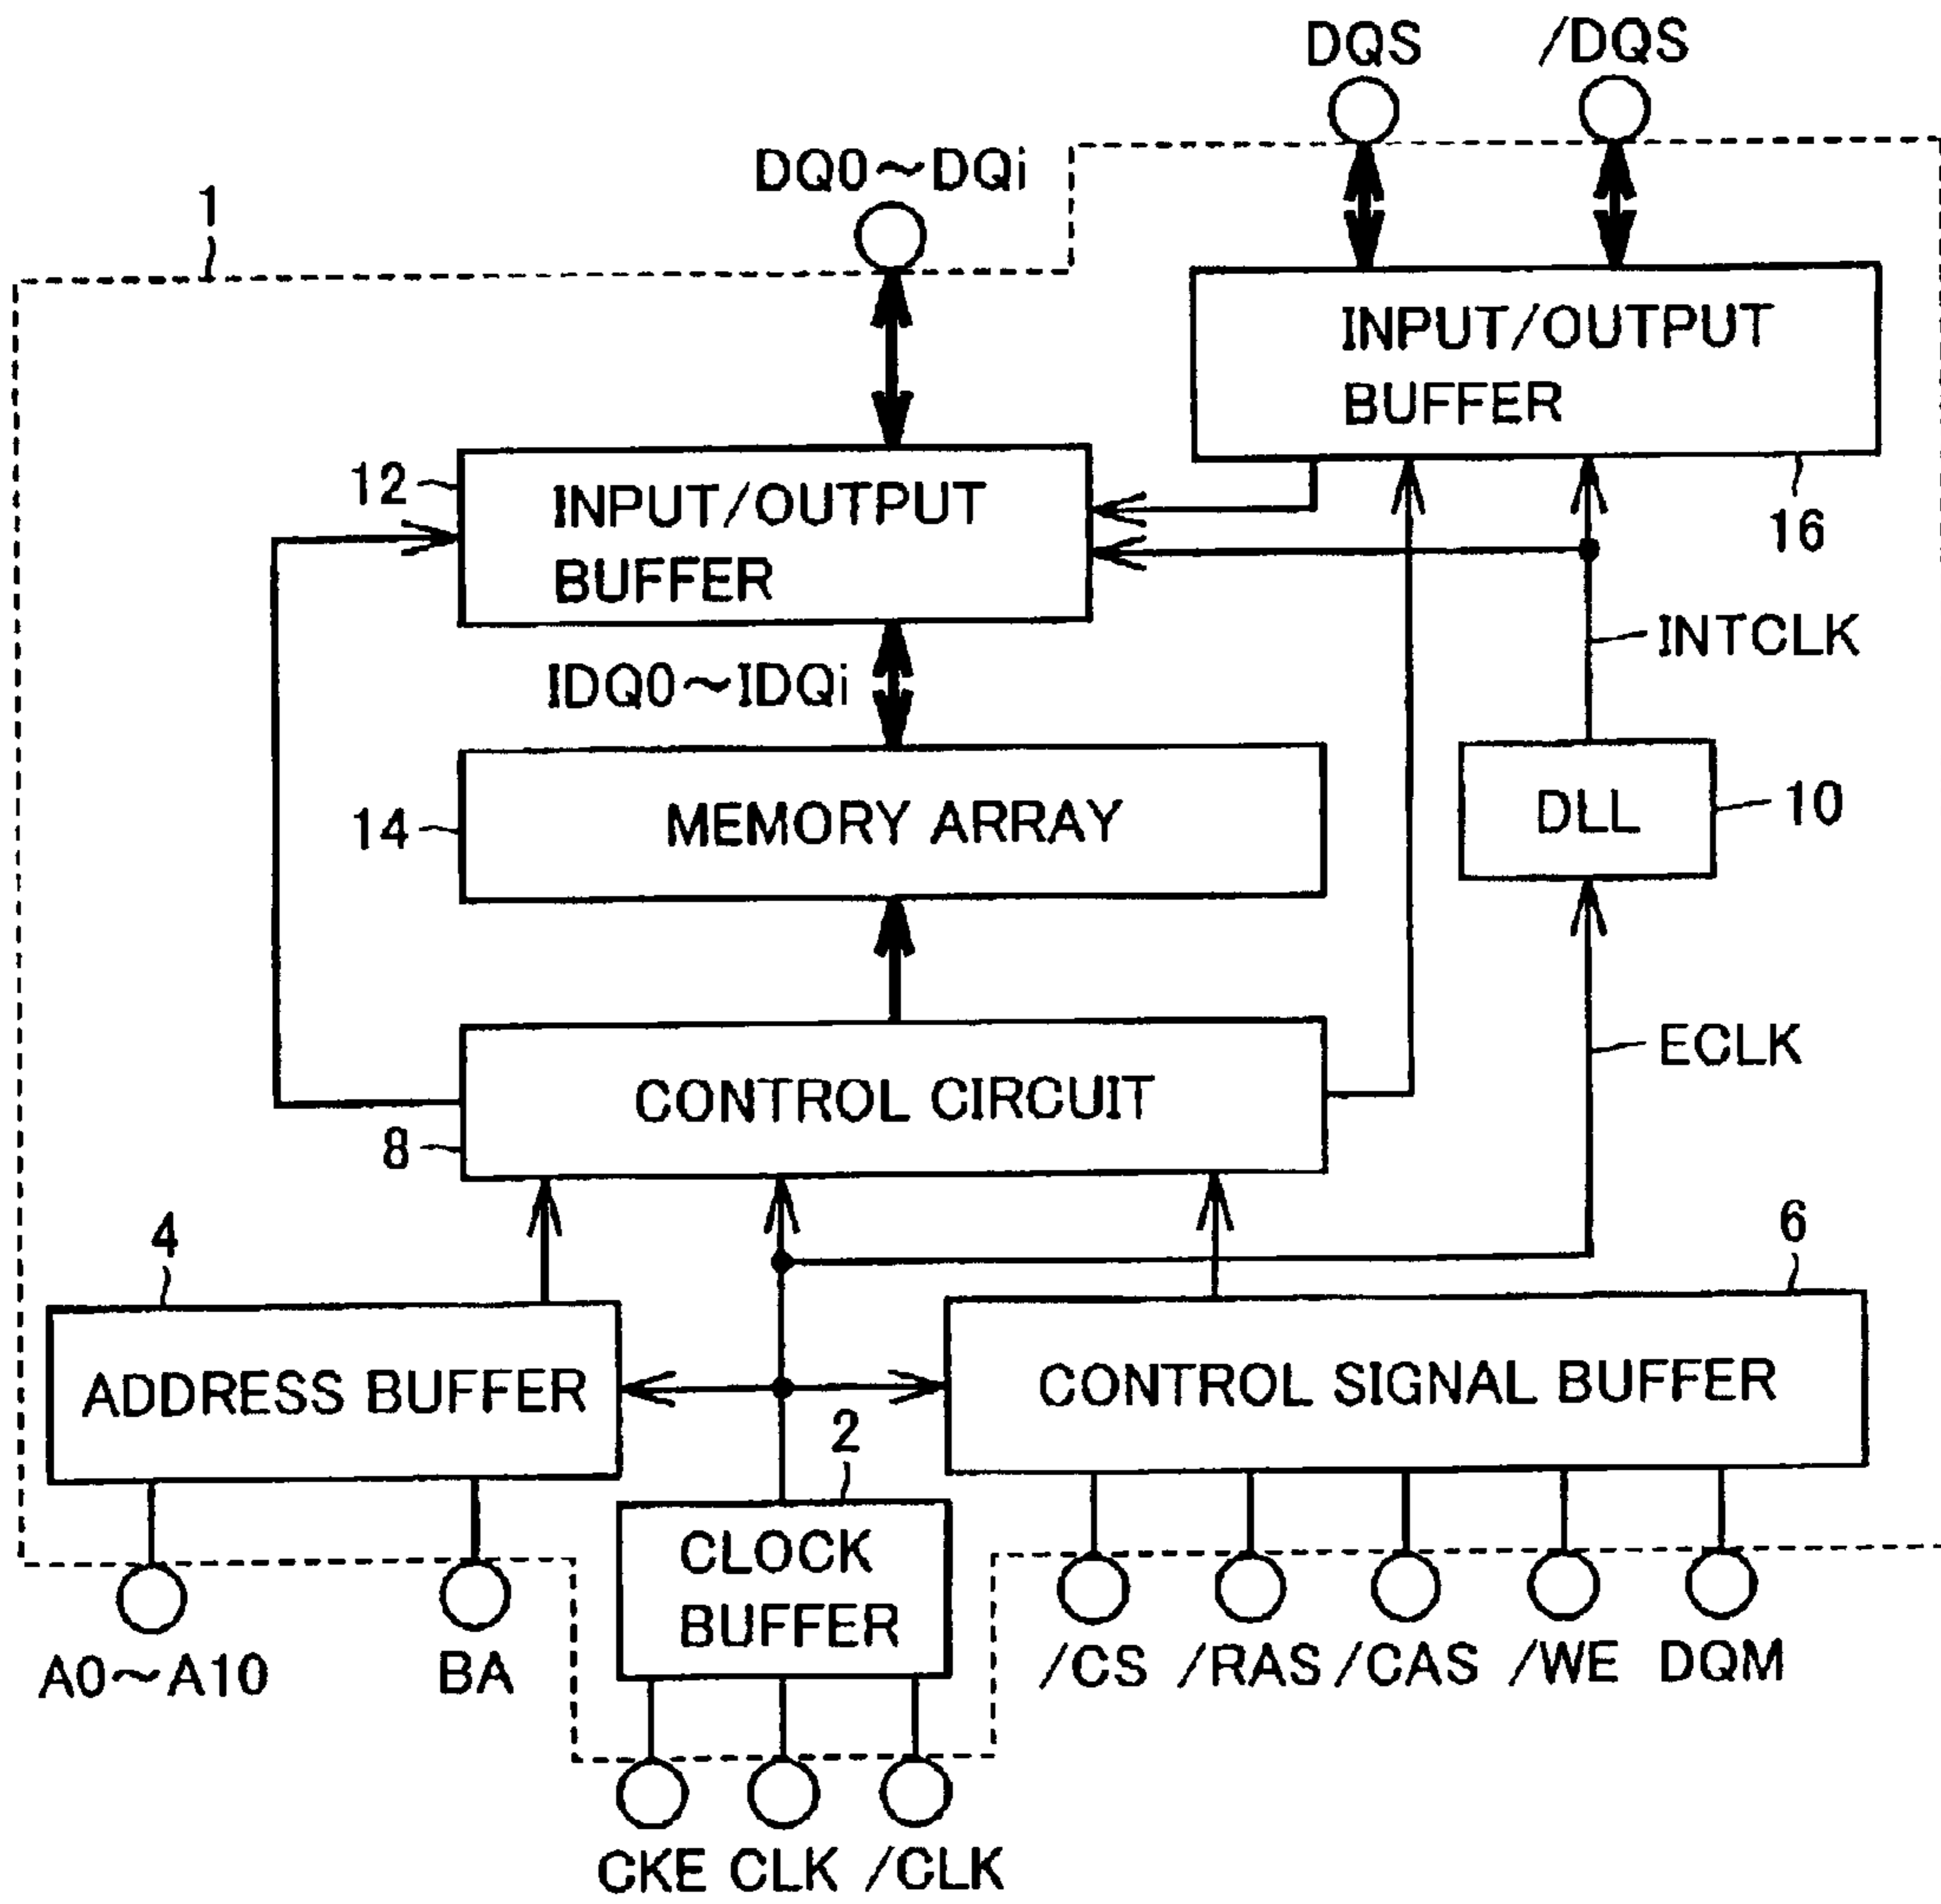 DQS /DQS
DQ0～DQi
1
INPUT/OUTPUT
BUFFER
16
12
INPUT/OUTPUT
BUFFER
INTCLK
IDQ0～IDQi
MEMORY ARRAY
14
DLL
10
ECLK
CONTROL CIRCUIT
8
4
6
ADDRESS BUFFER
CONTROL SIGNAL BUFFER
2
CLOCK
BUFFER
A0～A10 BA
/CS /RAS /CAS /WE DQM
CKE CLK /CLK